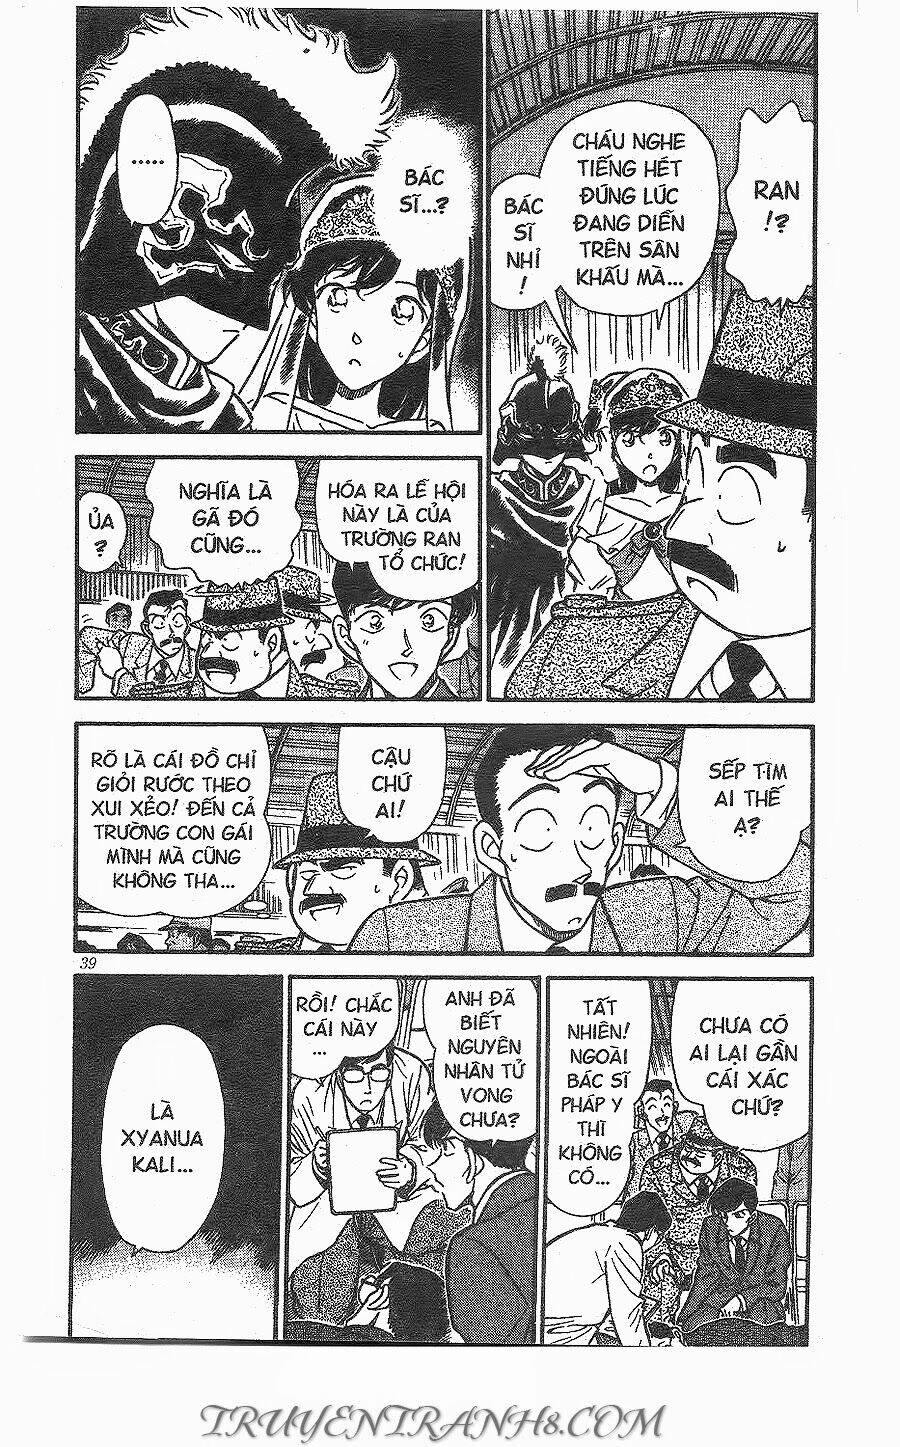 RAN
!?
CHÁU NGHE
TIẾNG HÉT
ĐÚNG LÚC
ĐANG DIỄN
TRÊN SÂN
KHẤU MÀ...
BÁC
SĨ
NHỈ
!
BÁC
SĨ...?
.....
HÓA RA LỄ HỘI
NÀY LÀ CỦA
TRƯỜNG RAN
TỔ CHỨC!
NGHĨA LÀ
GÃ ĐÓ
CŨNG...
ỦA
?
SẾP TÌM
AI THẾ
Ạ?
CẬU
CHỨ
AI!
RÕ LÀ CÁI ĐỒ CHỈ
GIỎI RƯỚC THEO
XUI XẺO! ĐẾN CẢ
TRƯỜNG CON GÁI
MÌNH MÀ CŨNG
KHÔNG THA...
39
CHƯA CÓ
AI LẠI GẦN
CÁI XÁC
CHỨ?
TẤT
NHIÊN!
NGOÀI
BÁC SĨ
PHÁP Y
THÌ
KHÔNG
CÓ...
ANH ĐÃ
BIẾT
NGUYÊN
NHÂN TỬ
VONG
CHƯA?
RỒI! CHẮC
CÁI NÀY
...
LÀ
XYANUA
KALI...
TRUYENTRANH8.COM